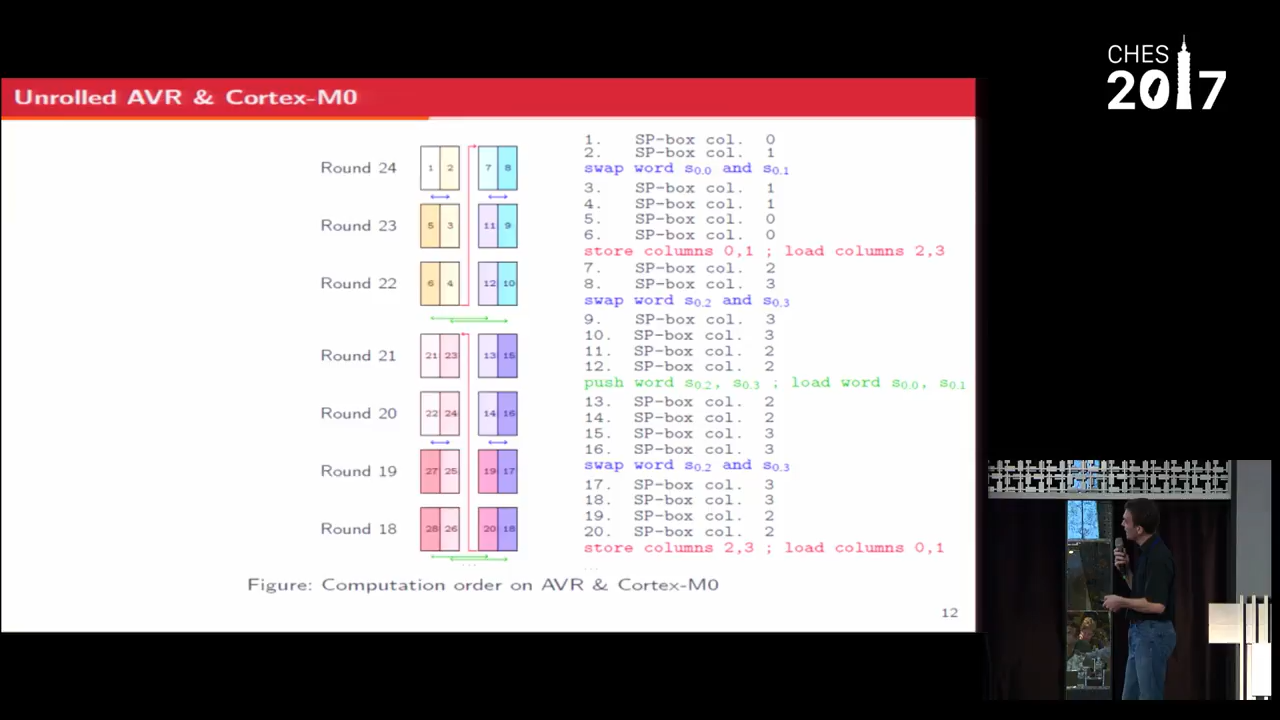 CHES
2017
Unrolled AVR & Cortex-M0
Round 24 1 2 7 8
Round 23 5 3 11 9
Round 22 6 4 12 10
Round 21 21 23 13 15
Round 20 22 24 14 16
Round 19 27 25 19 17
Round 18 28 26 20 18
...
1. SP-box col. 0
2. SP-box col. 1
swap word s0.0 and s0.1
3. SP-box col. 1
4. SP-box col. 1
5. SP-box col. 0
6. SP-box col. 0
store columns 0,1 ; load columns 2,3
7. SP-box col. 2
8. SP-box col. 3
swap word s0.2 and s0.3
9. SP-box col. 3
10. SP-box col. 3
11. SP-box col. 2
12. SP-box col. 2
push word s0.2, s0.3 ; load word s0.0, s0.1
13. SP-box col. 2
14. SP-box col. 2
15. SP-box col. 3
16. SP-box col. 3
swap word s0.2 and s0.3
17. SP-box col. 3
18. SP-box col. 3
19. SP-box col. 2
20. SP-box col. 2
store columns 2,3 ; load columns 0,1
...
Figure: Computation order on AVR & Cortex-M0
12